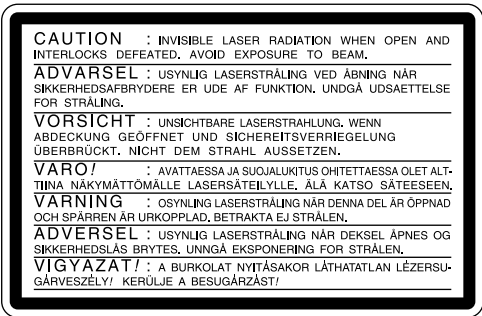 CAUTION : INVISIBLE LASER RADIATION WHEN OPEN AND
INTERLOCKS DEFEATED. AVOID EXPOSURE TO BEAM.
ADVARSEL : USYNLIG LASERSTRÅLING VED ÅBNING NÅR
SIKKERHEDSAFBRYDERE ER UDE AF FUNKTION. UNDGÅ UDSAETTELSE
FOR STRÅLING.
VORSICHT : UNSICHTBARE LASERSTRAHLUNG. WENN
ABDECKUNG GEÖFFNET UND SICHEREITSVERRIEGELUNG
ÜBERBRÜCKT. NICHT DEM STRAHL AUSSETZEN.
VARO! : AVATTAESSA JA SUOJALUKITUS OHITETTAESSA OLET ALT-
TIINA NÄKYMÄTTÖMÄLLE LASERSÄTEILYLLE. ÄLÄ KATSO SÄTEESEEN.
VARNING : OSYNLING LASERSTRÅLING NÄR DENNA DEL ÄR ÖPPNAD
OCH SPÄRREN ÄR URKOPPLAD. BETRAKTA EJ STRÅLEN.
ADVERSEL : USYNLIG LASERSTRÅLING NÅR DEKSEL ÅPNES OG
SIKKERHEDSLÅS BRYTES. UNNGÅ EKSPONERING FOR STRÅLEN.
VIGYAZAT! : A BURKOLAT NYITÁSAKOR LÁTHATATLAN LÉZERSU-
GÁRVESZÉLY! KERÜLJE A BESUGÁRZÁST!